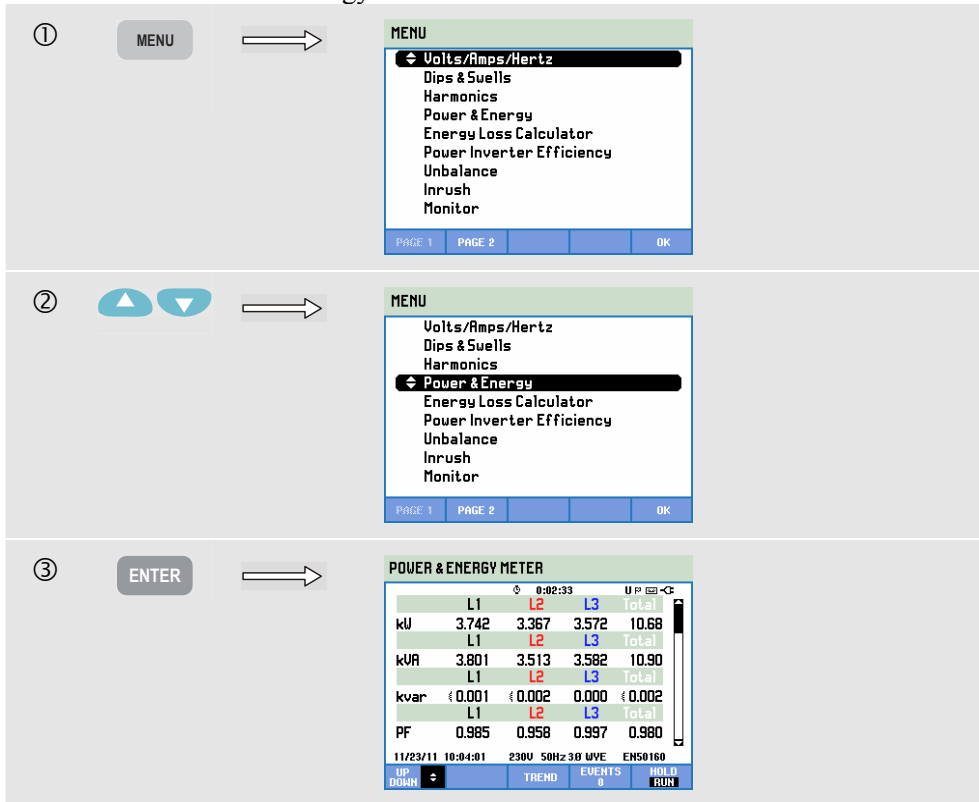 ①
MENU
MENU
Volts/Amps/Hertz
Dips & Swells
Harmonics
Power & Energy
Energy Loss Calculator
Power Inverter Efficiency
Unbalance
Inrush
Monitor
PAGE 1 PAGE 2 OK
②
MENU
Volts/Amps/Hertz
Dips & Swells
Harmonics
Power & Energy
Energy Loss Calculator
Power Inverter Efficiency
Unbalance
Inrush
Monitor
PAGE 1 PAGE 2 OK
③
ENTER
POWER & ENERGY METER
0:02:33 U
L1 L2 L3 Total
kW 3.742 3.367 3.572 10.68
L1 L2 L3 Total
kVA 3.801 3.513 3.582 10.90
L1 L2 L3 Total
kvar 0.001 0.002 0.000 0.002
L1 L2 L3 Total
PF 0.985 0.958 0.997 0.980
11/23/11 10:04:01 230V 50Hz 3Ø WYE EN50160
UP DOWN TREND EVENTS 0 HOLD RUN